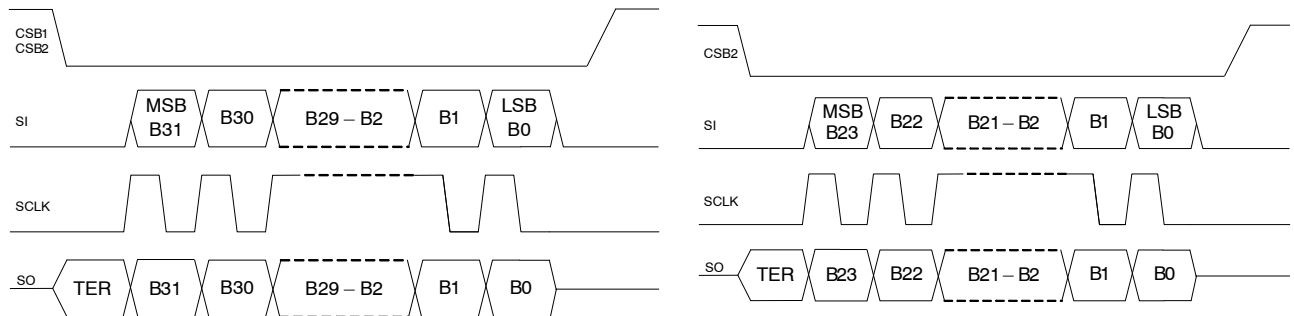 CSB1
CSB2
SI
MSB
B31
B30
B29 – B2
B1
LSB
B0
SCLK
SO
TER
B31
B30
B29 – B2
B1
B0
CSB2
SI
MSB
B23
B22
B21 – B2
B1
LSB
B0
SCLK
SO
TER
B23
B22
B21 – B2
B1
B0